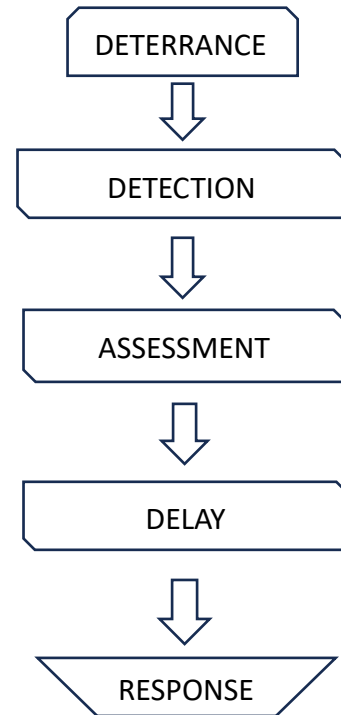 DETERRANCE
DETECTION
ASSESSMENT
DELAY
RESPONSE